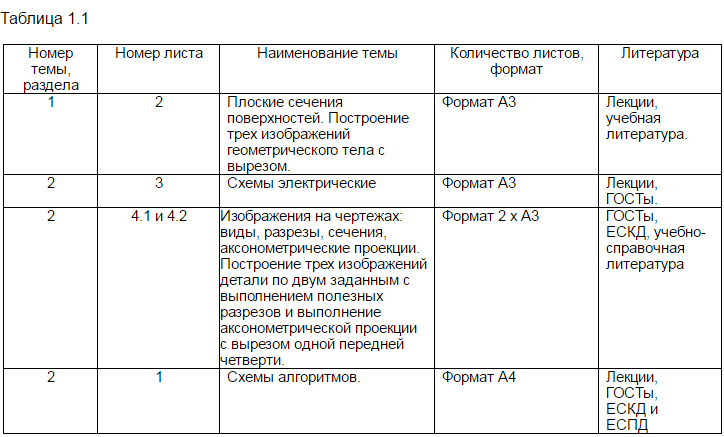 Таблица 1.1
Номер темы, раздела | Номер листа | Наименование темы | Количество листов, формат | Литература
1 | 2 | Плоские сечения поверхностей. Построение трех изображений геометрического тела с вырезом. | Формат А3 | Лекции, учебная литература.
2 | 3 | Схемы электрические | Формат А3 | Лекции, ГОСТы.
2 | 4.1 и 4.2 | Изображения на чертежах: виды, разрезы, сечения, аксонометрические проекции. Построение трех изображений детали по двум заданным с выполнением полезных разрезов и выполнение аксонометрической проекции с вырезом одной передней четверти. | Формат 2 x А3 | ГОСТы, ЕСКД, учебно-справочная литература
2 | 1 | Схемы алгоритмов. | Формат А4 | Лекции, ГОСТы, ЕСКД и ЕСПД